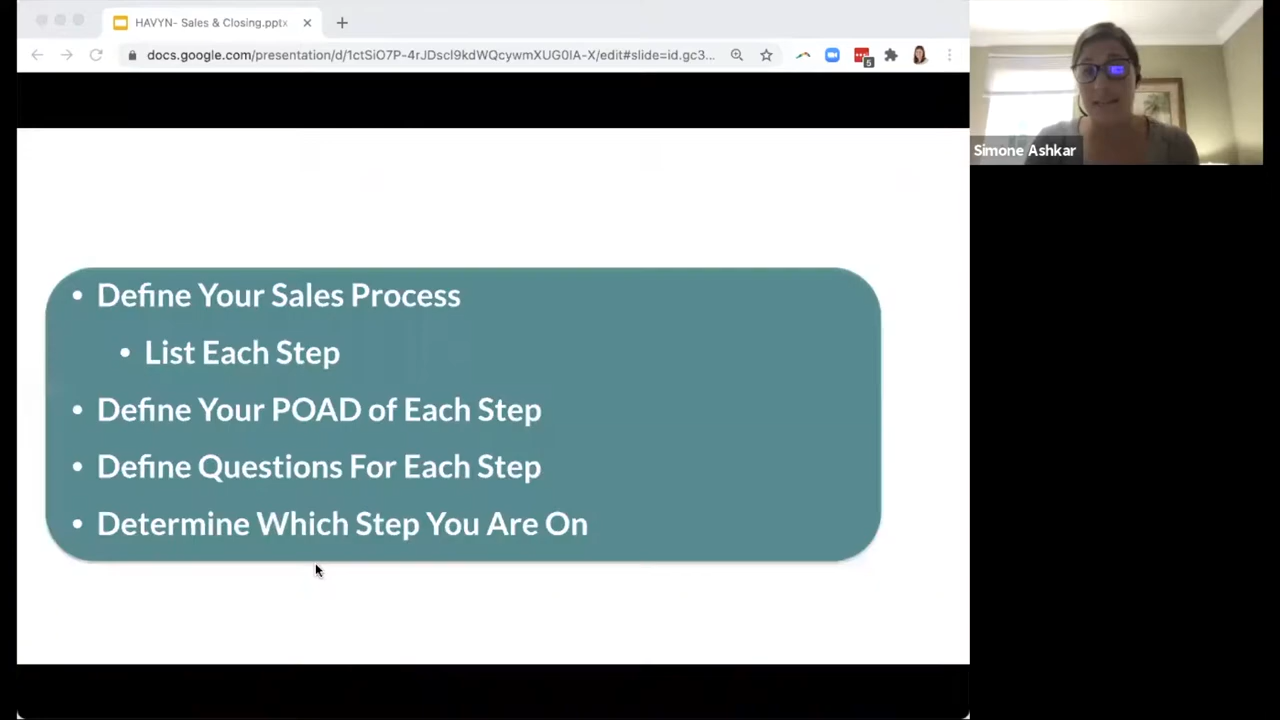 HAVYN- Sales & Closing.pptx
docs.google.com/presentation/d/1ctSiO7P-4rJDscI9kdWQcywmXUG0IA-X/edit#slide=id.gc3...
5
Simone Ashkar
• Define Your Sales Process
• List Each Step
• Define Your POAD of Each Step
• Define Questions For Each Step
• Determine Which Step You Are On